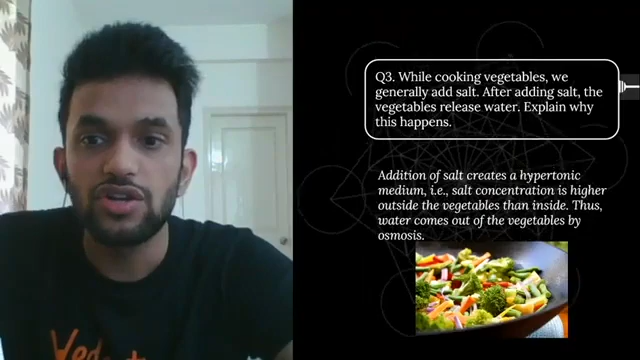 Q3. While cooking vegetables, we
generally add salt. After adding salt, the
vegetables release water. Explain why
this happens.
Addition of salt creates a hypertonic
medium, i.e., salt concentration is higher
outside the vegetables than inside. Thus,
water comes out of the vegetables by
osmosis.